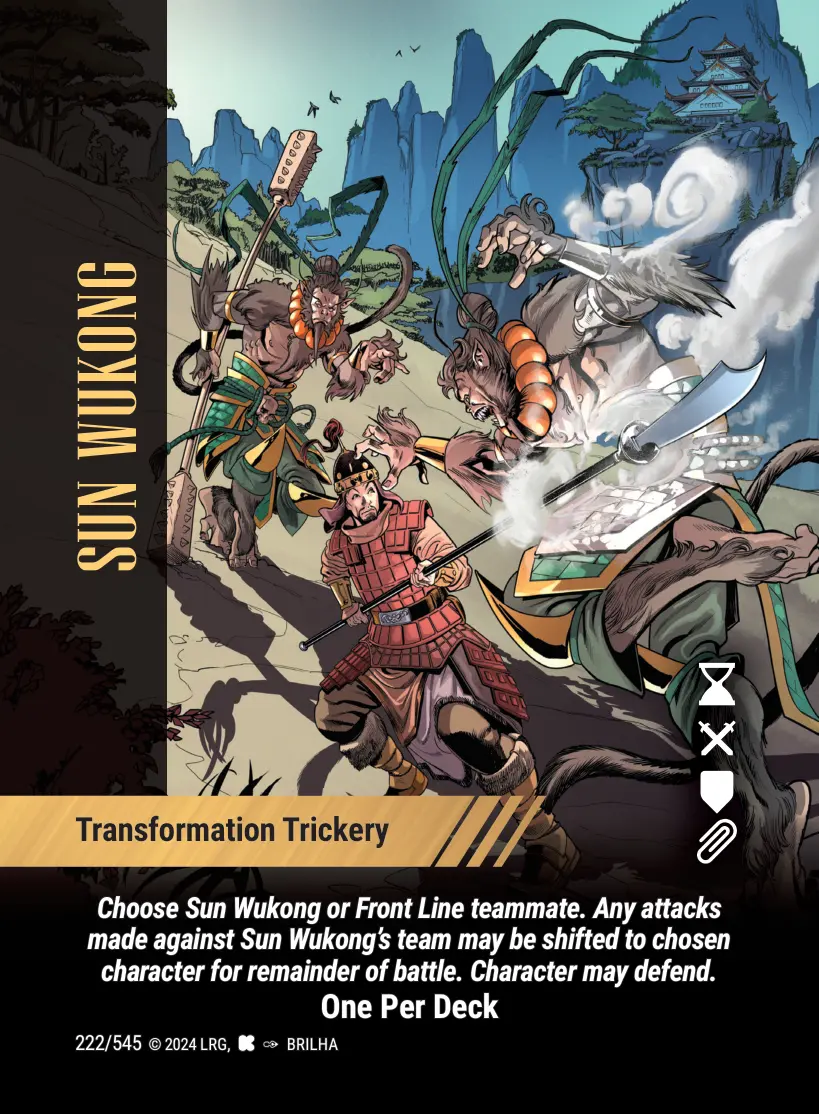 SUN WUKONG
Transformation Trickery
Choose Sun Wukong or Front Line teammate. Any attacks
made against Sun Wukong’s team may be shifted to chosen
character for remainder of battle. Character may defend.
One Per Deck
222/545 © 2024 LRG, BRILHA